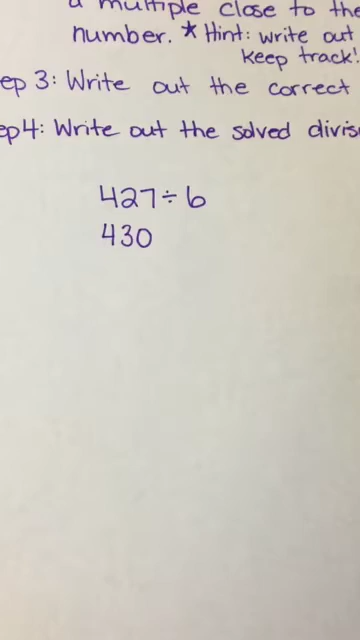 a multiple close to the
number. * Hint: write out
keep track!
ep 3: Write out the correct
ep4: Write out the solved divis
427 ÷ 6
430